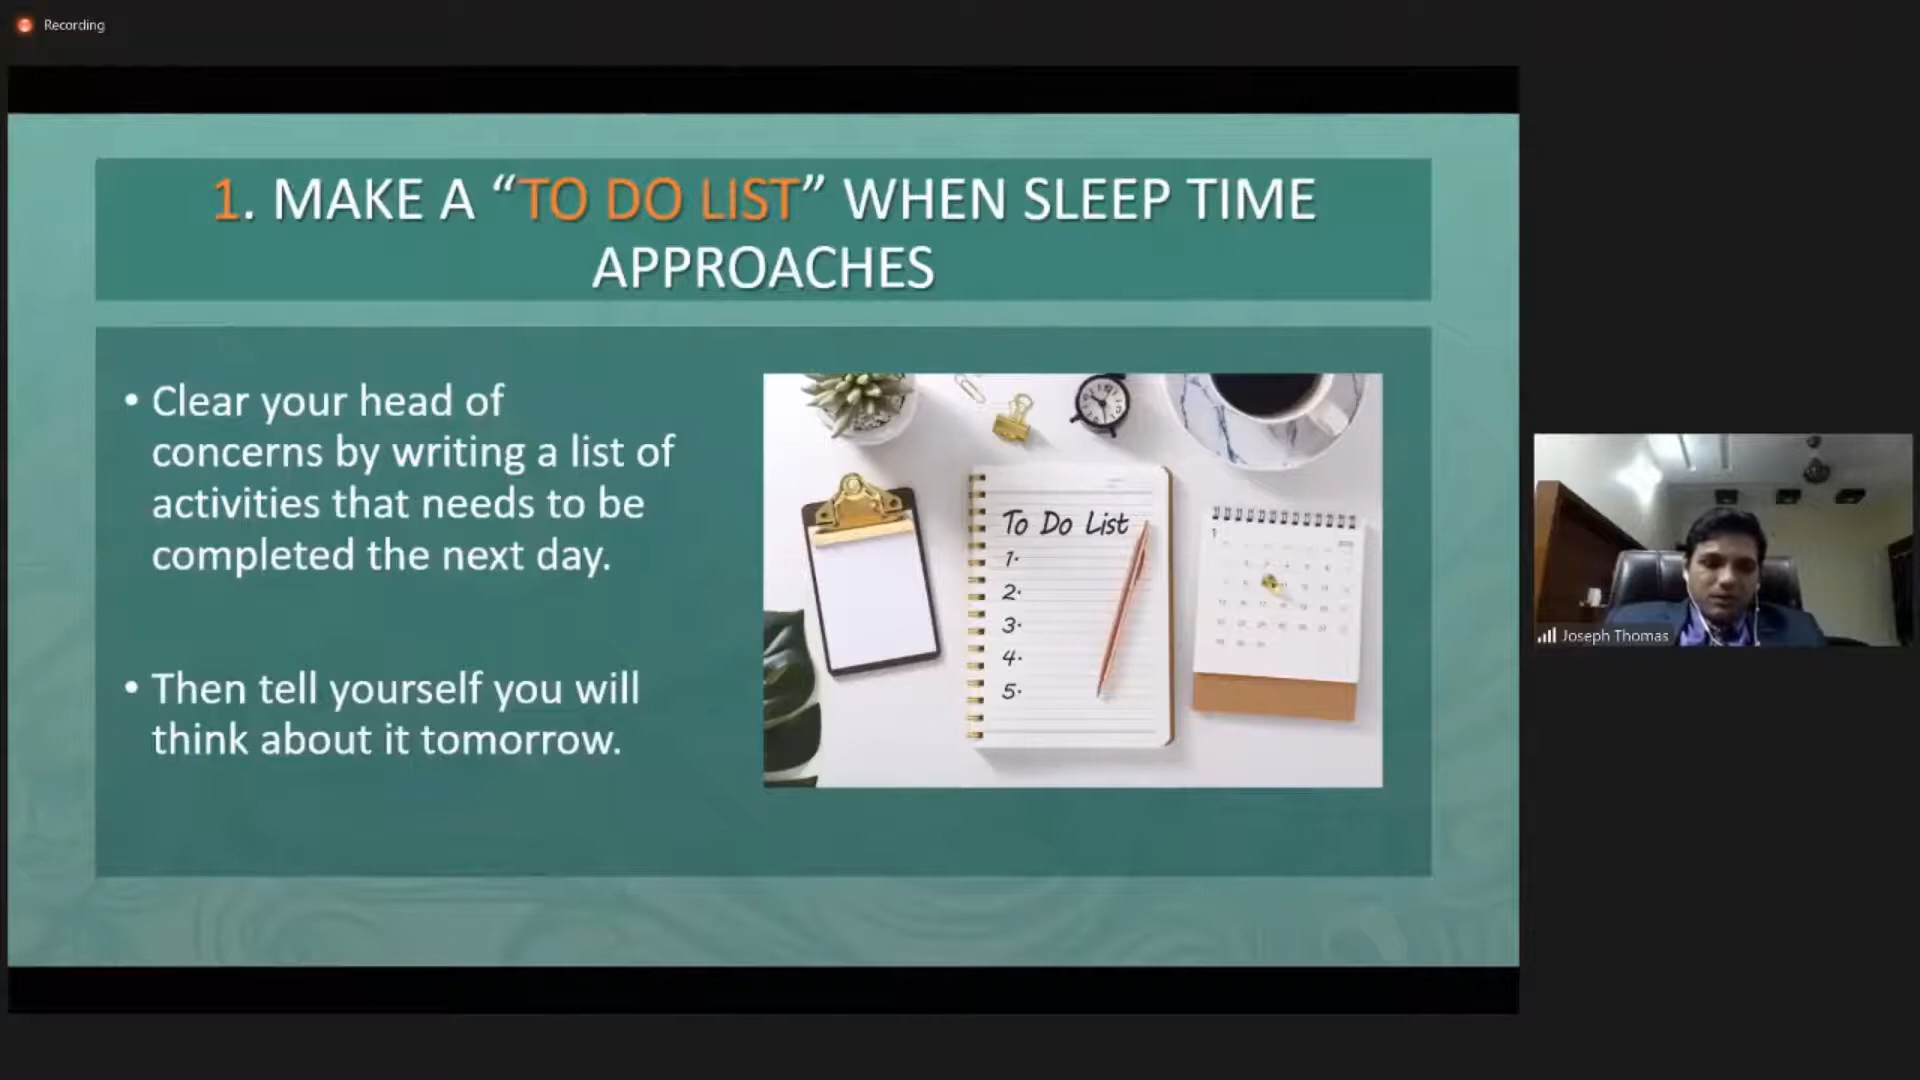 Recording
1. MAKE A “TO DO LIST” WHEN SLEEP TIME
APPROACHES
• Clear your head of
concerns by writing a list of
activities that needs to be
completed the next day.
• Then tell yourself you will
think about it tomorrow.
To Do List
1.
2.
3.
4.
5.
Joseph Thomas